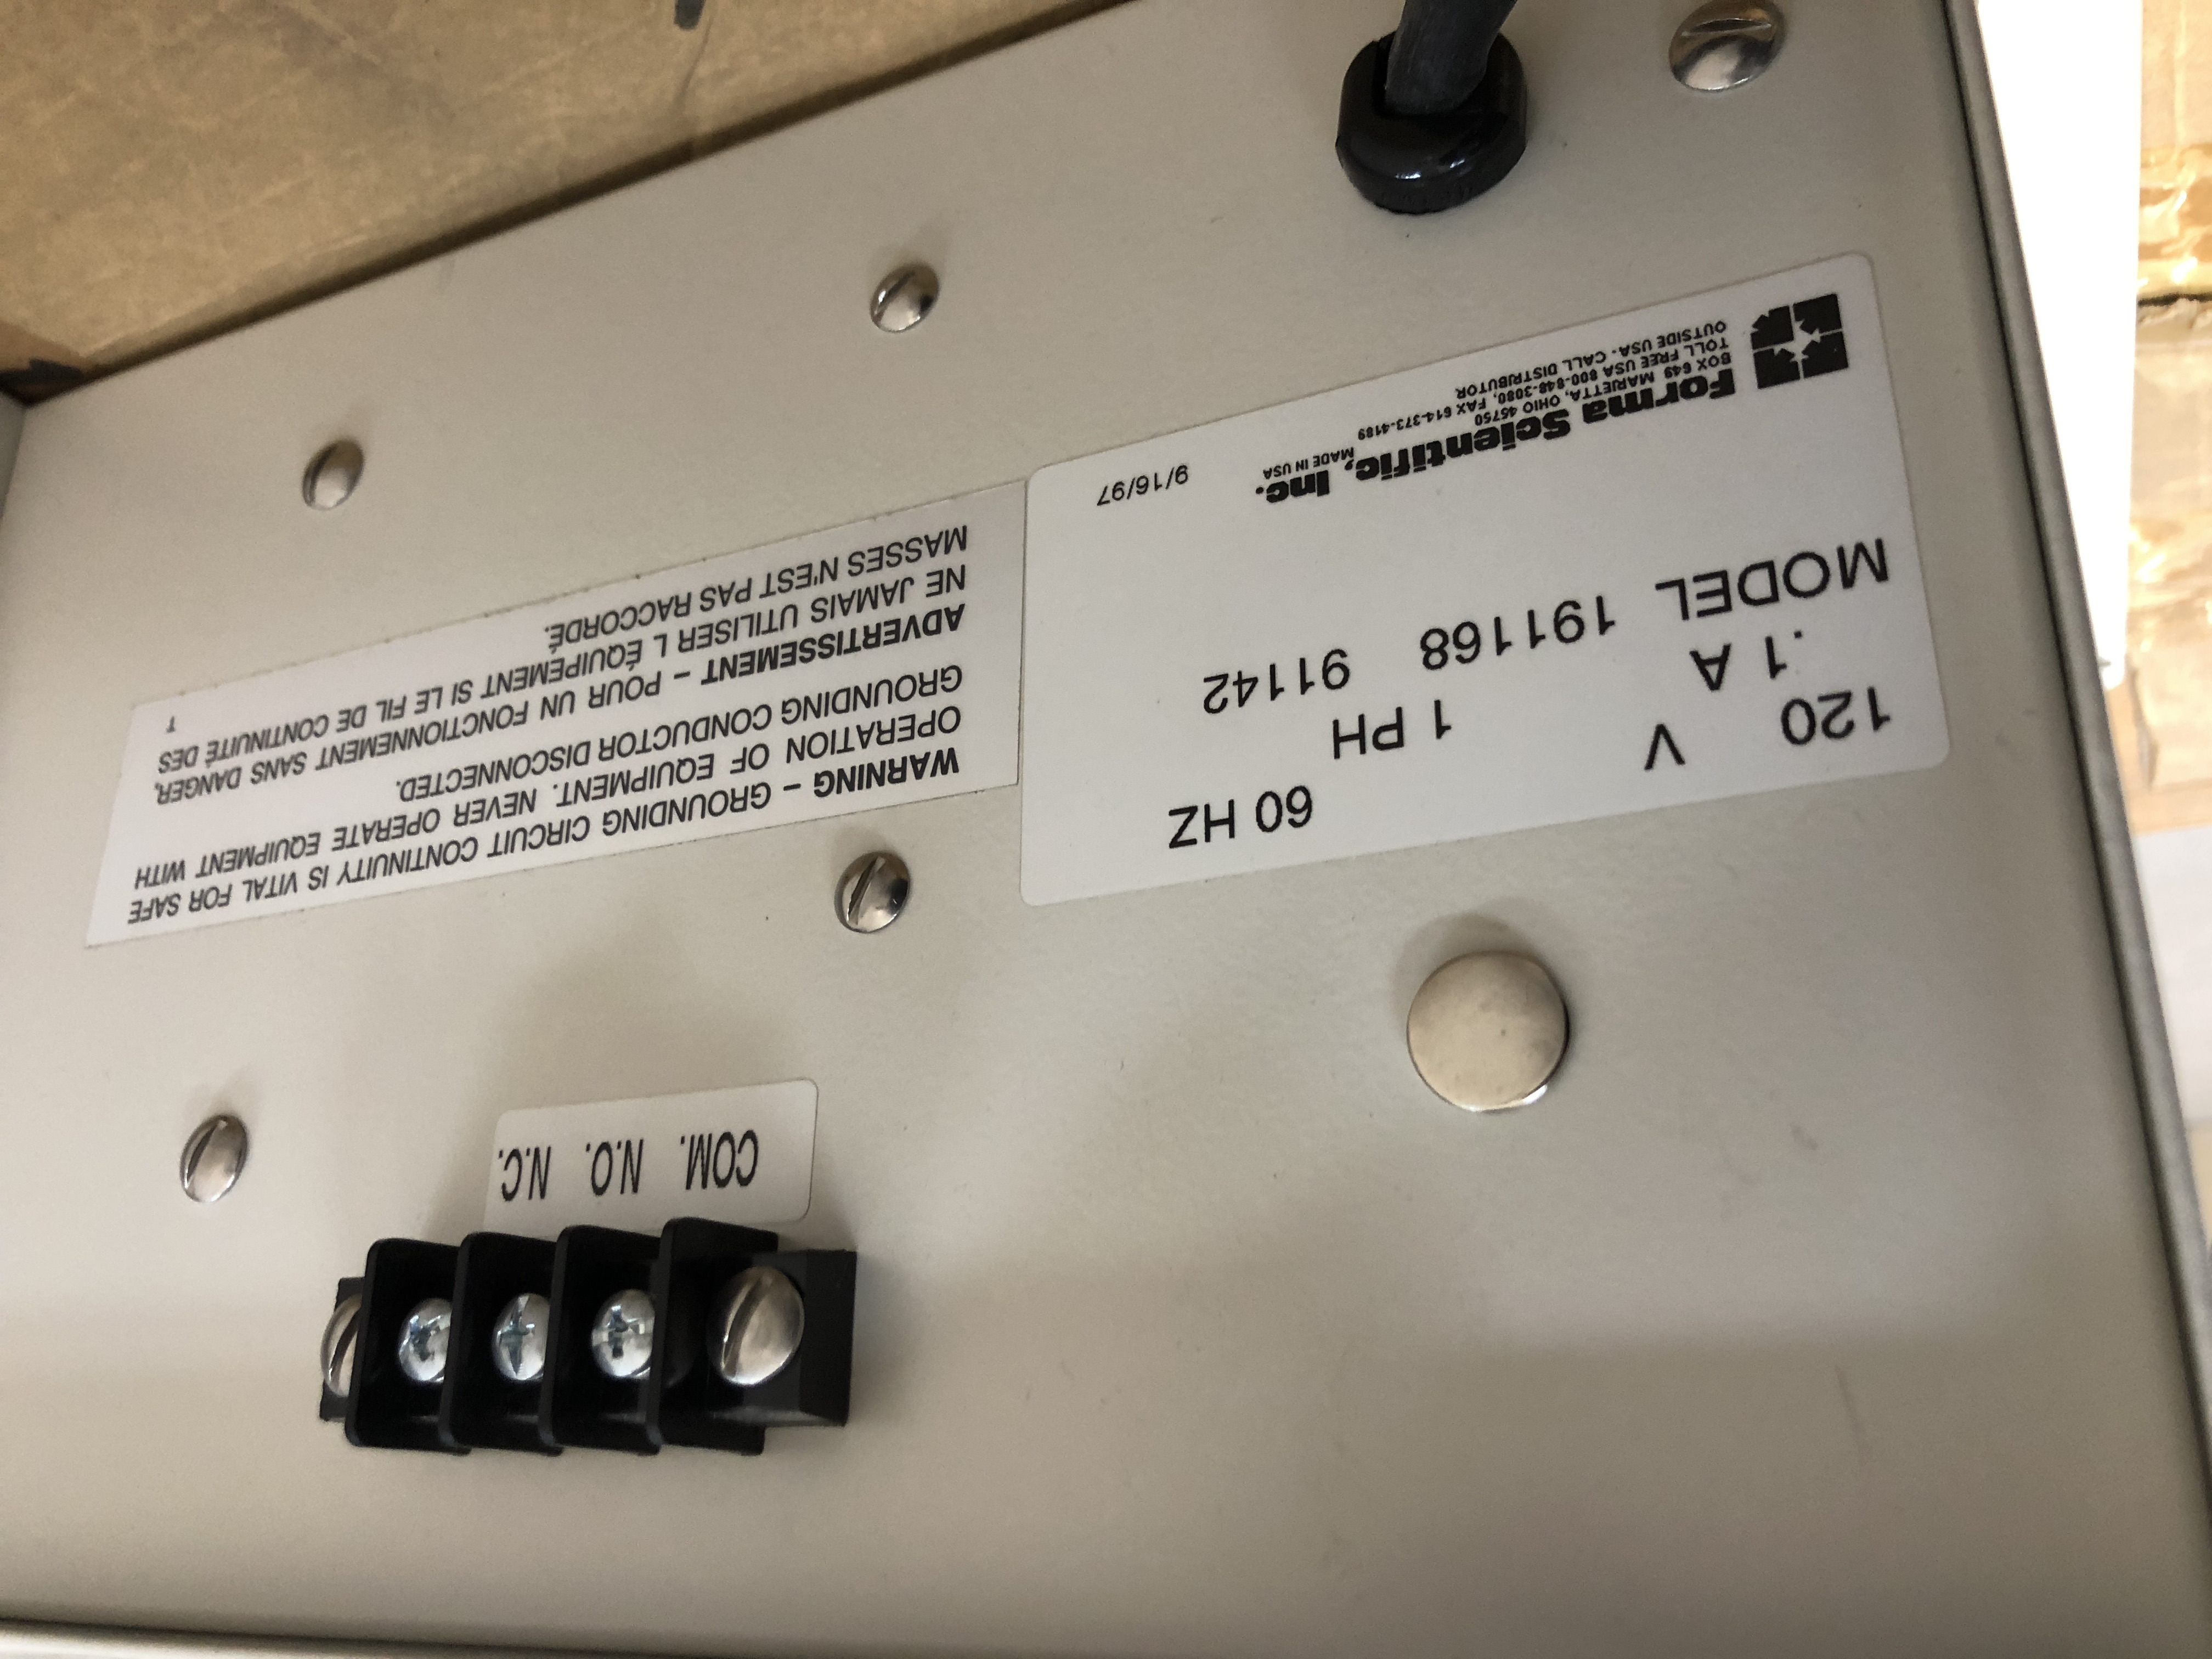 Forma Scientific, Inc.
BOX 649 MARIETTA, OHIO 45750 MADE IN USA
TOLL FREE USA 800-848-3080, FAX 614-373-4189
OUTSIDE USA - CALL DISTRIBUTOR
9/16/97
MODEL 191168 91142
.1 A 1 PH
120 V 60 HZ
WARNING – GROUNDING CIRCUIT CONTINUITY IS VITAL FOR SAFE
OPERATION OF EQUIPMENT. NEVER OPERATE EQUIPMENT WITH
GROUNDING CONDUCTOR DISCONNECTED.
ADVERTISSEMENT – POUR UN FONCTIONNEMENT SANS DANGER,
NE JAMAIS UTILISER L ÉQUIPEMENT SI LE FIL DE CONTINUITÉ DES
MASSES N'EST PAS RACCORDÉ.
T
COM. N.O. N.C.